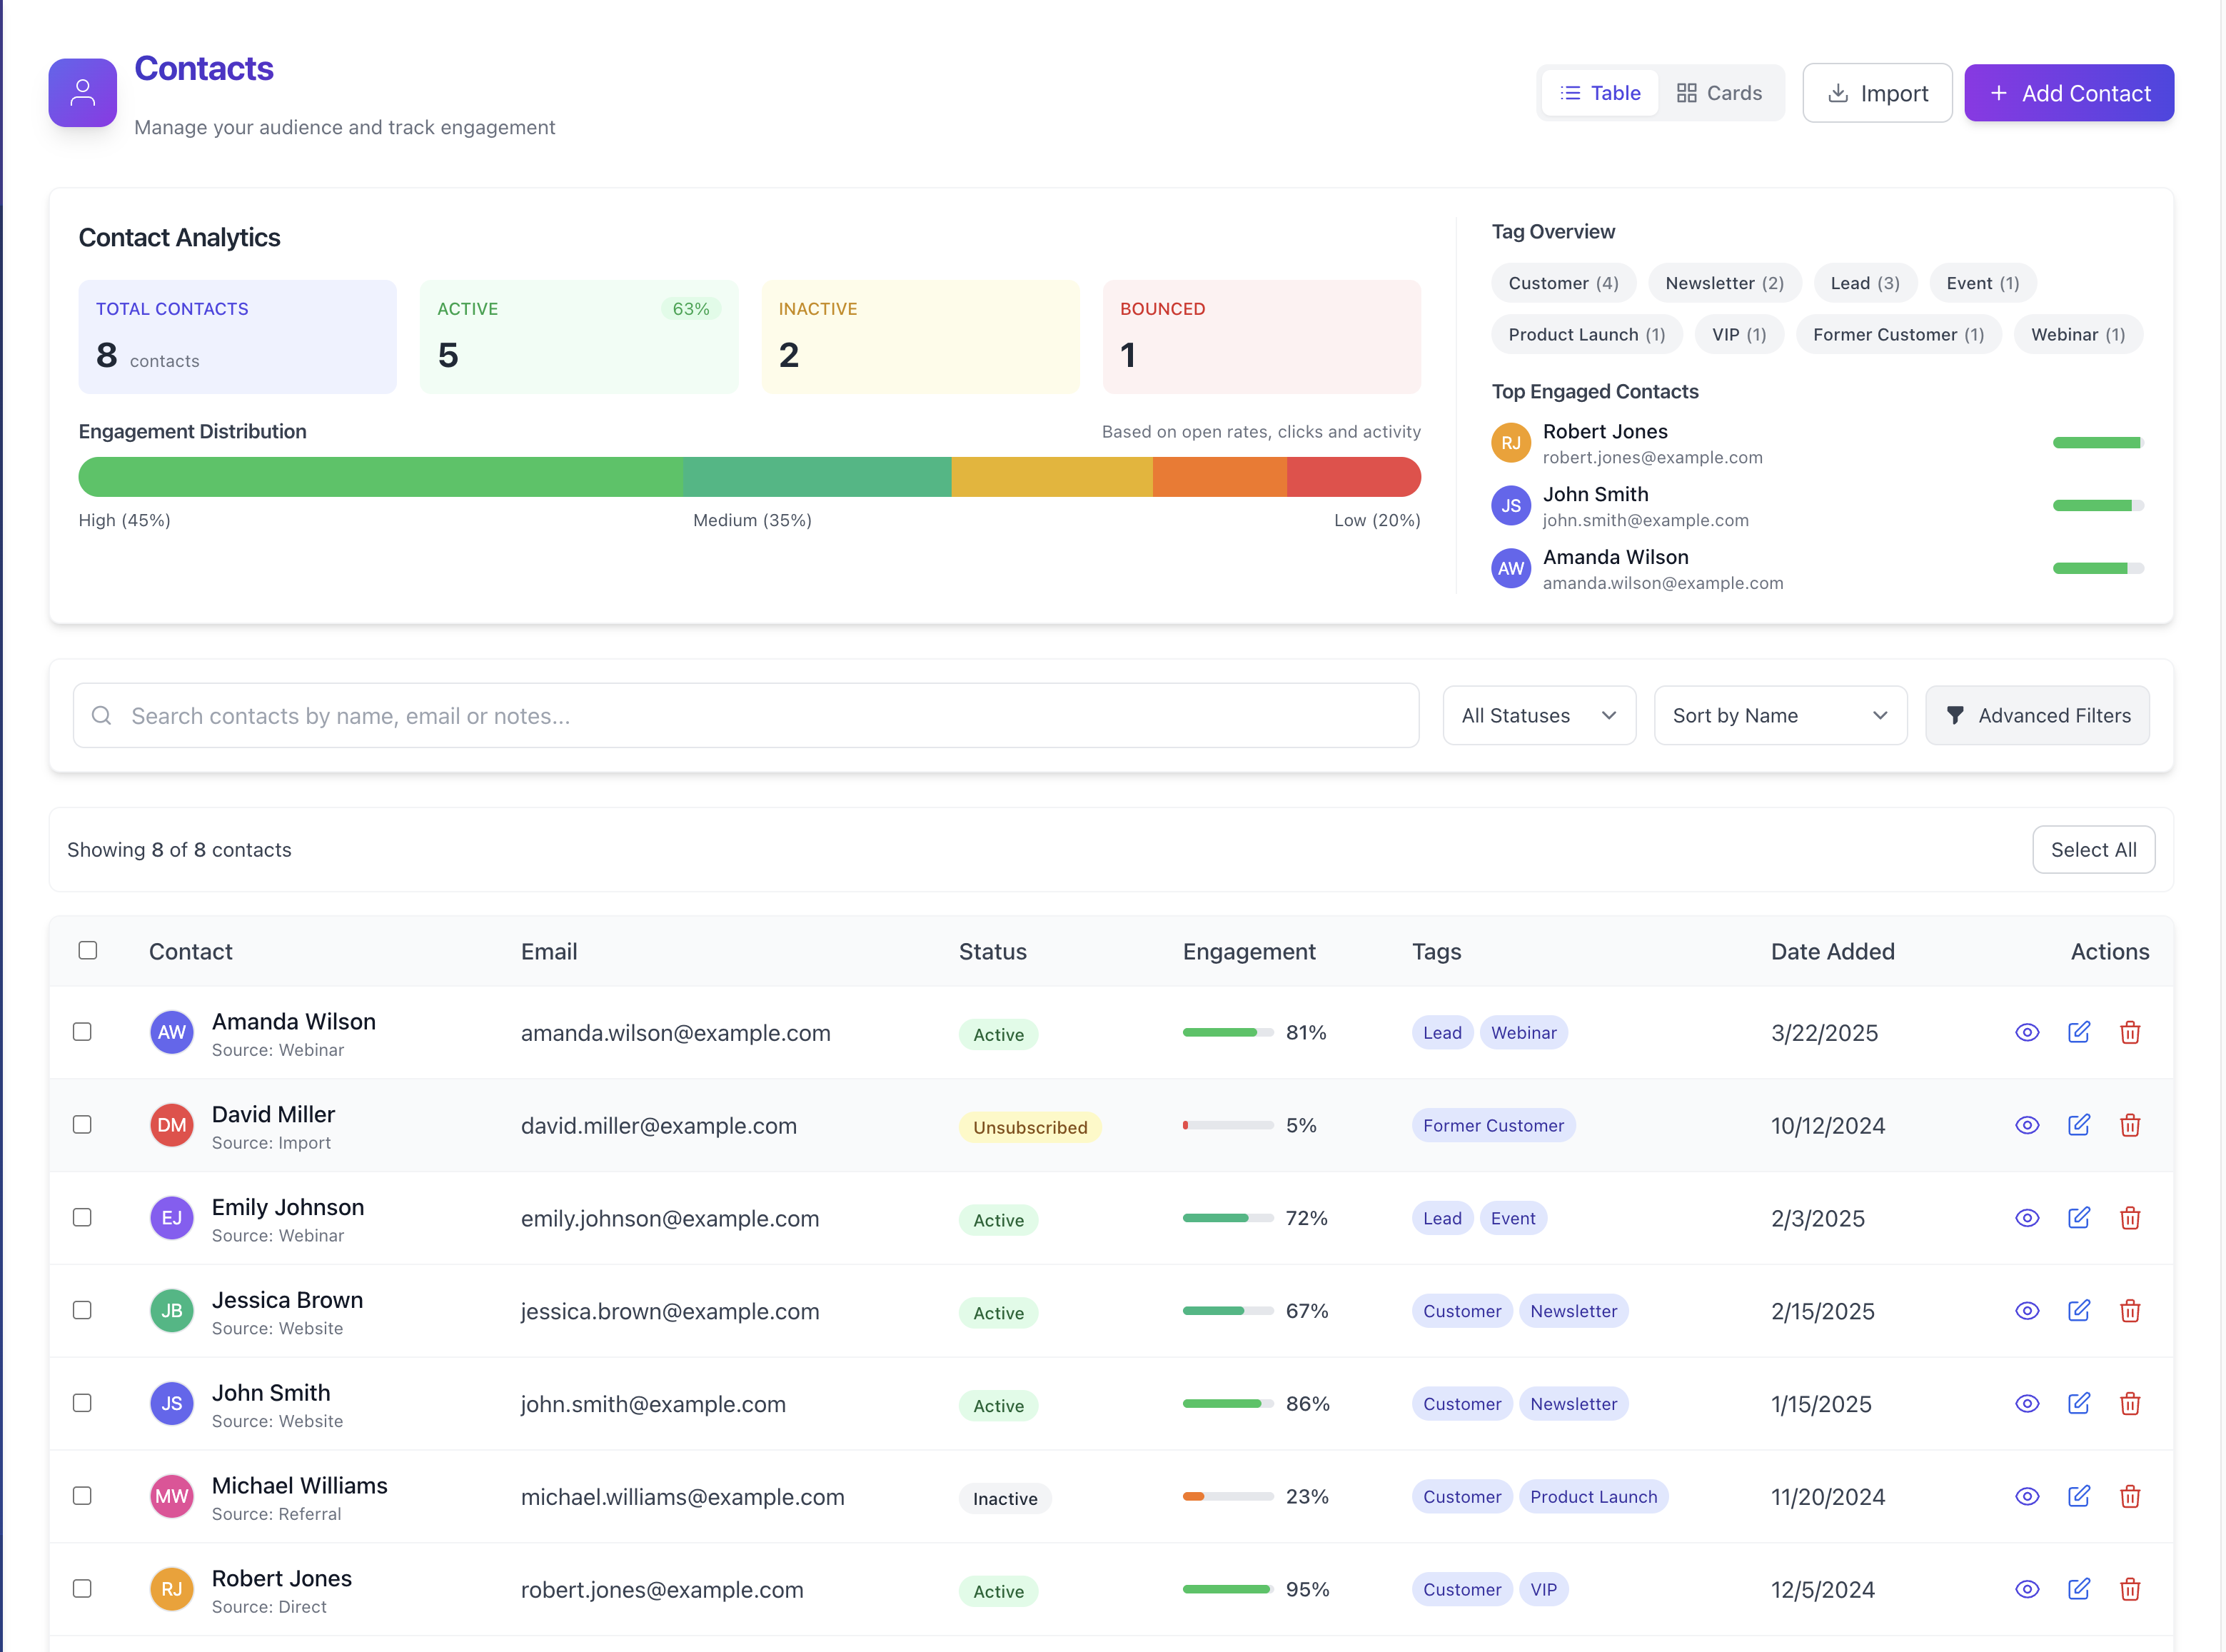 Contacts
Manage your audience and track engagement
Table
Cards
Import
Add Contact
Contact Analytics
TOTAL CONTACTS
8 contacts
ACTIVE 63%
5
INACTIVE
2
BOUNCED
1
Engagement Distribution
Based on open rates, clicks and activity
High (45%)
Medium (35%)
Low (20%)
Tag Overview
Customer (4) Newsletter (2) Lead (3) Event (1)
Product Launch (1) VIP (1) Former Customer (1) Webinar (1)
Top Engaged Contacts
RJ
Robert Jones
robert.jones@example.com
JS
John Smith
john.smith@example.com
AW
Amanda Wilson
amanda.wilson@example.com
Search contacts by name, email or notes...
All Statuses
Sort by Name
Advanced Filters
Showing 8 of 8 contacts
Select All
Contact Email Status Engagement Tags Date Added Actions
AW Amanda Wilson amanda.wilson@example.com Active 81% Lead Webinar 3/22/2025
Source: Webinar
DM David Miller david.miller@example.com Unsubscribed 5% Former Customer 10/12/2024
Source: Import
EJ Emily Johnson emily.johnson@example.com Active 72% Lead Event 2/3/2025
Source: Webinar
JB Jessica Brown jessica.brown@example.com Active 67% Customer Newsletter 2/15/2025
Source: Website
JS John Smith john.smith@example.com Active 86% Customer Newsletter 1/15/2025
Source: Website
MW Michael Williams michael.williams@example.com Inactive 23% Customer Product Launch 11/20/2024
Source: Referral
RJ Robert Jones robert.jones@example.com Active 95% Customer VIP 12/5/2024
Source: Direct